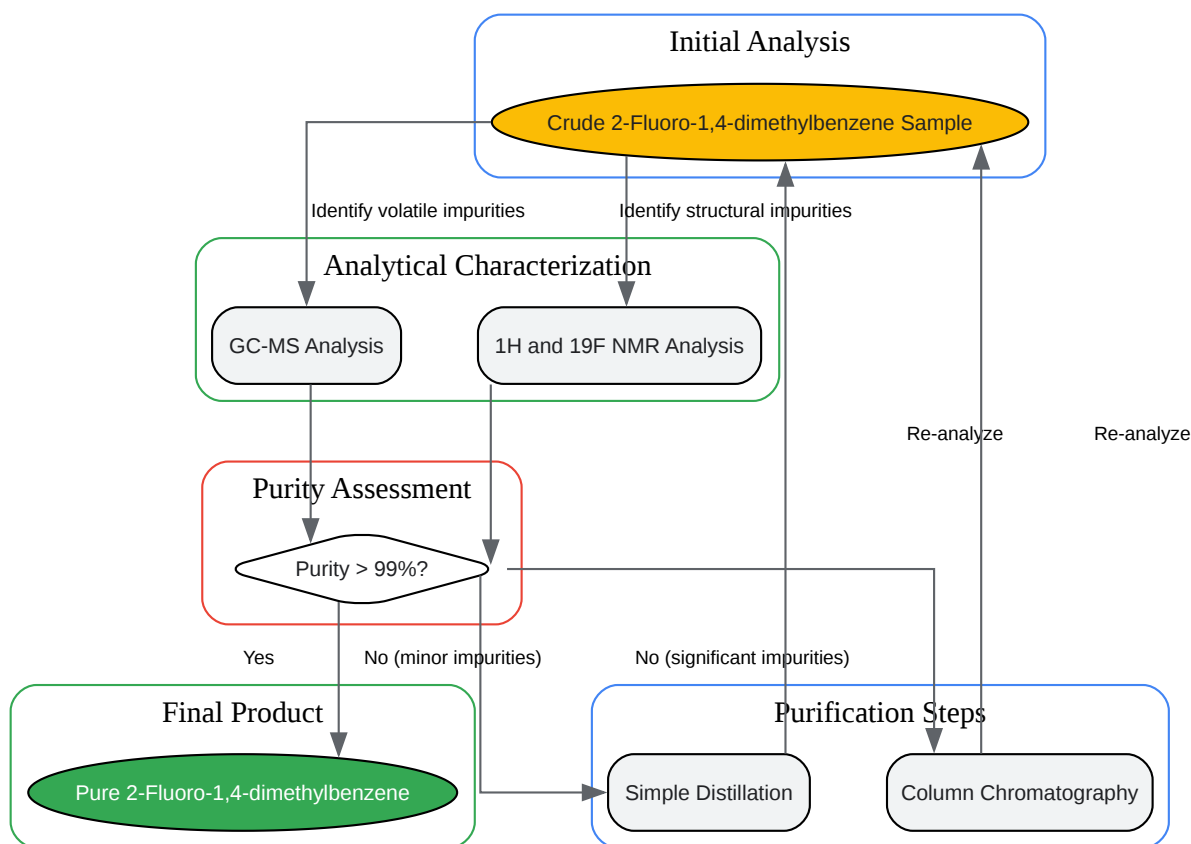 Initial Analysis
Crude 2-Fluoro-1,4-dimethylbenzene Sample
Identify volatile impurities
Identify structural impurities
Analytical Characterization
GC-MS Analysis
1H and 19F NMR Analysis
Re-analyze
Re-analyze
Purity Assessment
Purity > 99%?
Yes
No (minor impurities)
No (significant impurities)
Final Product
Purification Steps
Pure 2-Fluoro-1,4-dimethylbenzene
Simple Distillation
Column Chromatography